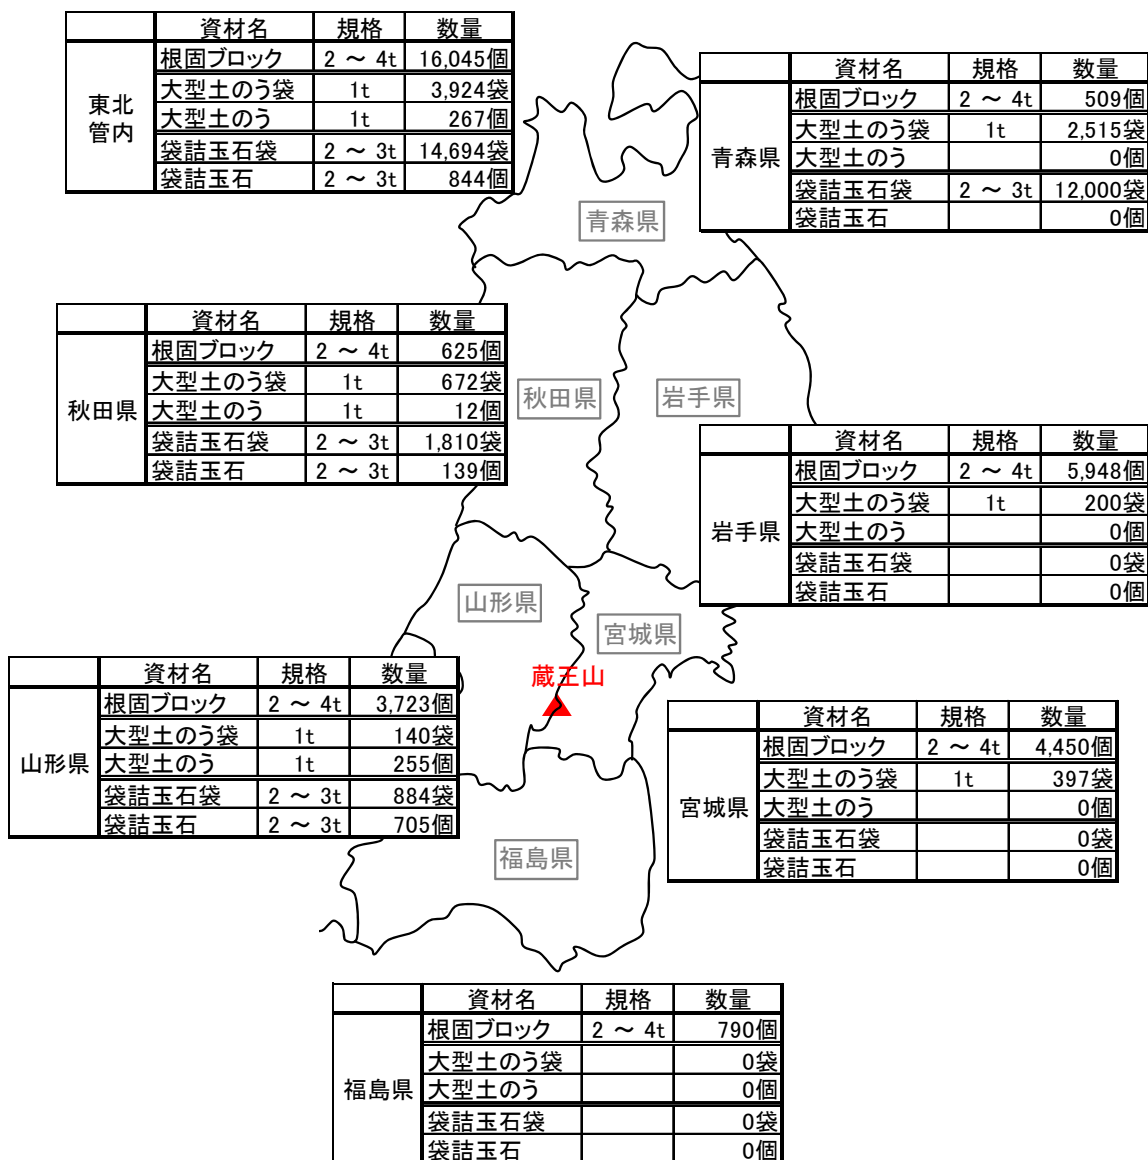 資材名 規格 数量
東北管内
根固ブロック 2 ～ 4t 16,045個
大型土のう袋 1t 3,924袋
大型土のう 1t 267個
袋詰玉石袋 2 ～ 3t 14,694袋
袋詰玉石 2 ～ 3t 844個
資材名 規格 数量
青森県
根固ブロック 2 ～ 4t 509個
大型土のう袋 1t 2,515袋
大型土のう 0個
袋詰玉石袋 2 ～ 3t 12,000袋
袋詰玉石 0個
青森県
資材名 規格 数量
秋田県
根固ブロック 2 ～ 4t 625個
大型土のう袋 1t 672袋
大型土のう 1t 12個
袋詰玉石袋 2 ～ 3t 1,810袋
袋詰玉石 2 ～ 3t 139個
秋田県
岩手県
資材名 規格 数量
岩手県
根固ブロック 2 ～ 4t 5,948個
大型土のう袋 1t 200袋
大型土のう 0個
袋詰玉石袋 0袋
袋詰玉石 0個
山形県
宮城県
蔵王山
資材名 規格 数量
山形県
根固ブロック 2 ～ 4t 3,723個
大型土のう袋 1t 140袋
大型土のう 1t 255個
袋詰玉石袋 2 ～ 3t 884袋
袋詰玉石 2 ～ 3t 705個
資材名 規格 数量
宮城県
根固ブロック 2 ～ 4t 4,450個
大型土のう袋 1t 397袋
大型土のう 0個
袋詰玉石袋 0袋
袋詰玉石 0個
福島県
資材名 規格 数量
福島県
根固ブロック 2 ～ 4t 790個
大型土のう袋 0袋
大型土のう 0個
袋詰玉石袋 0袋
袋詰玉石 0個